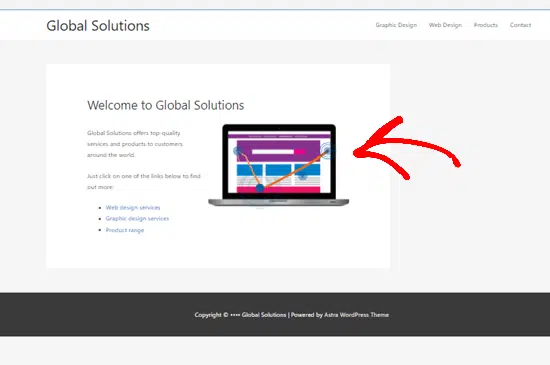 Global Solutions
Graphic Design Web Design Products Contact
Welcome to Global Solutions
Global Solutions offers top-quality
services and products to customers
around the world.
Just click on one of the links below to find
out more:
Web design services
Graphic design services
Product range
Copyright © •••• Global Solutions | Powered by Astra WordPress Theme